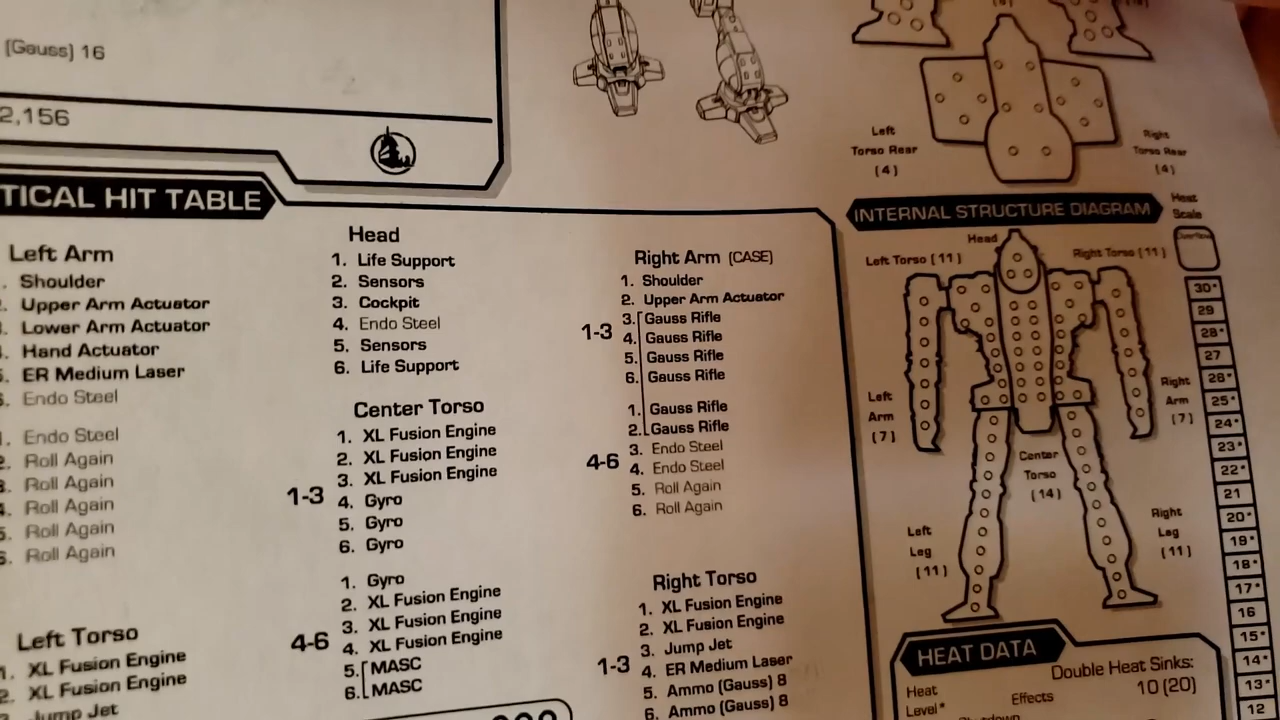 (Gauss) 16
2,156
TICAL HIT TABLE
Left Arm
Shoulder
Upper Arm Actuator
Lower Arm Actuator
Hand Actuator
ER Medium Laser
Endo Steel
Endo Steel
Roll Again
Roll Again
Roll Again
Roll Again
Roll Again
Left Torso
1. XL Fusion Engine
2. XL Fusion Engine
Jump Jet
Head
1. Life Support
2. Sensors
3. Cockpit
4. Endo Steel
5. Sensors
6. Life Support
Center Torso
1. XL Fusion Engine
2. XL Fusion Engine
3. XL Fusion Engine
1-3
4. Gyro
5. Gyro
6. Gyro
1. Gyro
2. XL Fusion Engine
3. XL Fusion Engine
4-6
4. XL Fusion Engine
5. MASC
6. MASC
Right Arm (CASE)
1. Shoulder
2. Upper Arm Actuator
3. Gauss Rifle
1-3
4. Gauss Rifle
5. Gauss Rifle
6. Gauss Rifle
1. Gauss Rifle
2. Gauss Rifle
3. Endo Steel
4-6
4. Endo Steel
5. Roll Again
6. Roll Again
Right Torso
1. XL Fusion Engine
2. XL Fusion Engine
3. Jump Jet
1-3
4. ER Medium Laser
5. Ammo (Gauss) 8
6. Ammo (Gauss) 8
Left
Torso Rear
(4)
Right
Torso Rear
(4)
INTERNAL STRUCTURE DIAGRAM
Head
Left Torso (11)
Right Torso (11)
Left
Arm
(7)
Right
Arm
(7)
Center
Torso
(14)
Left
Leg
(11)
Right
Leg
(11)
Heat
Scale
Overflow
30*
29
28*
27
26*
25*
24*
23*
22*
21
20*
19*
18*
17*
16
15*
14*
13*
12
HEAT DATA
Heat
Level*
Effects
Double Heat Sinks:
10 (20)